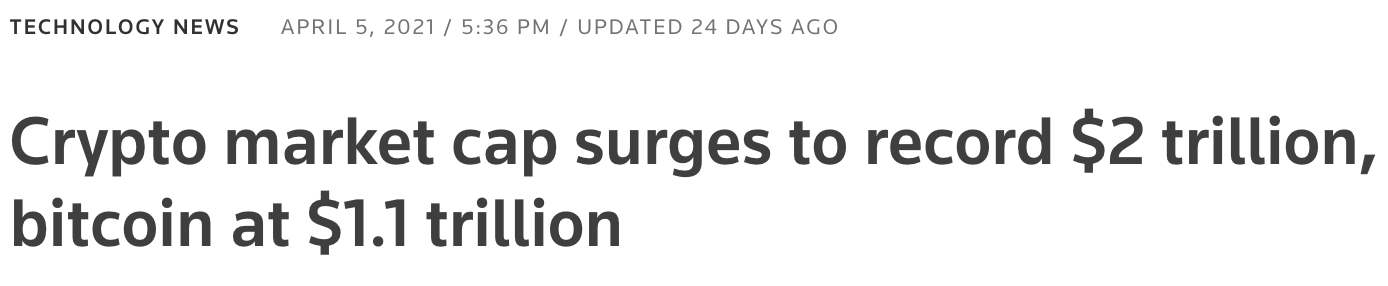 TECHNOLOGY NEWS APRIL 5, 2021 / 5:36 PM / UPDATED 24 DAYS AGO
Crypto market cap surges to record $2 trillion,
bitcoin at $1.1 trillion